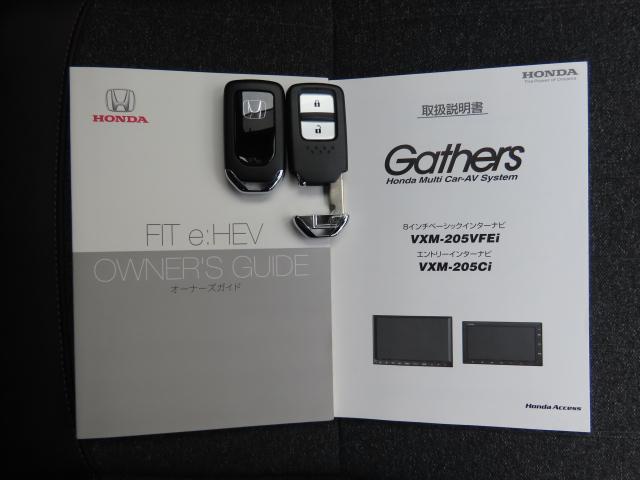 HONDA
FIT e:HEV
OWNER'S GUIDE
オーナーズガイド
HONDA
The Power of Dreams
取扱説明書
Gathers
Honda Multi Car-AV System
8インチベーシックインターナビ
VXM-205VFEi
エントリーインターナビ
VXM-205Ci
Honda Access